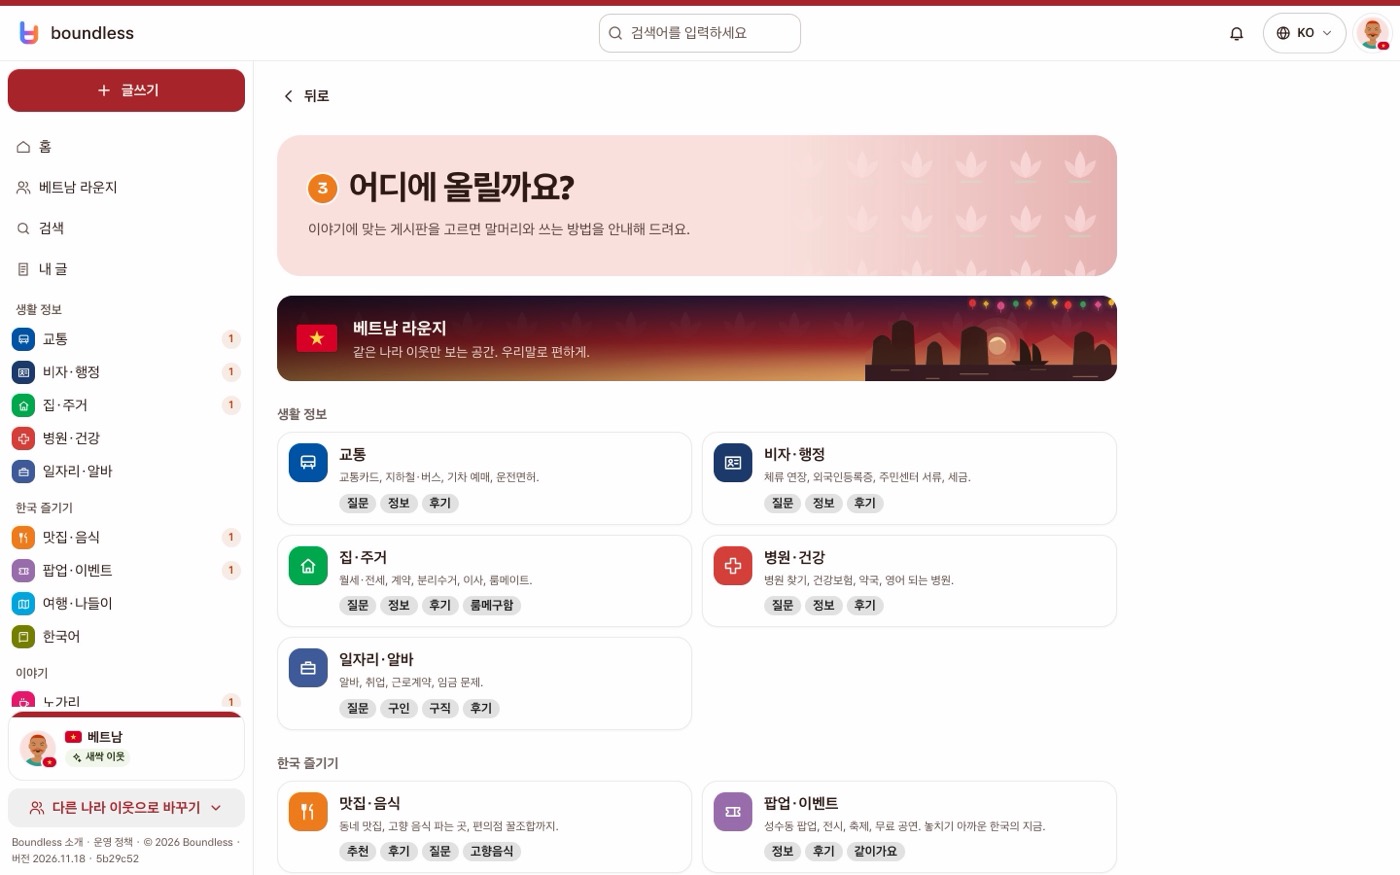 boundless
검색어를 입력하세요
KO
글쓰기
홈
베트남 라운지
검색
내 글
생활 정보
교통 1
비자·행정 1
집·주거 1
병원·건강
일자리·알바
한국 즐기기
맛집·음식 1
팝업·이벤트 1
여행·나들이
한국어
이야기
노가리 1
베트남
새싹 이웃
다른 나라 이웃으로 바꾸기
Boundless 소개 · 운영 정책 · © 2026 Boundless ·
버전 2026.11.18 · 5b29c52
뒤로
3 어디에 올릴까요?
이야기에 맞는 게시판을 고르면 말머리와 쓰는 방법을 안내해 드려요.
베트남 라운지
같은 나라 이웃만 보는 공간. 우리말로 편하게.
생활 정보
교통
교통카드, 지하철·버스, 기차 예매, 운전면허.
질문 정보 후기
비자·행정
체류 연장, 외국인등록증, 주민센터 서류, 세금.
질문 정보 후기
집·주거
월세·전세, 계약, 분리수거, 이사, 룸메이트.
질문 정보 후기 룸메구함
병원·건강
병원 찾기, 건강보험, 약국, 영어 되는 병원.
질문 정보 후기
일자리·알바
알바, 취업, 근로계약, 임금 문제.
질문 구인 구직 후기
한국 즐기기
맛집·음식
동네 맛집, 고향 음식 파는 곳, 편의점 꿀조합까지.
추천 후기 질문 고향음식
팝업·이벤트
성수동 팝업, 전시, 축제, 무료 공연. 놓치기 아까운 한국의 지금.
정보 후기 같이가요